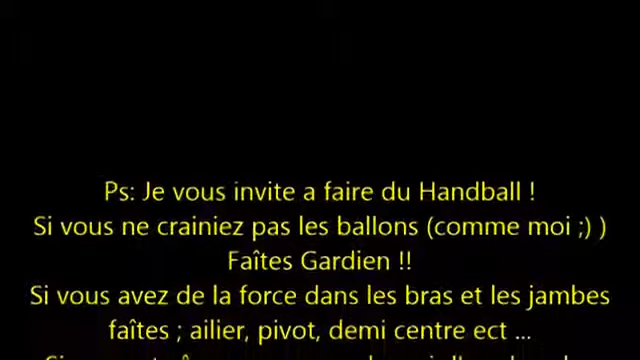 Ps: Je vous invite a faire du Handball !
Si vous ne crainiez pas les ballons (comme moi ;) )
Faîtes Gardien !!
Si vous avez de la force dans les bras et les jambes
faîtes ; ailier, pivot, demi centre ect ...